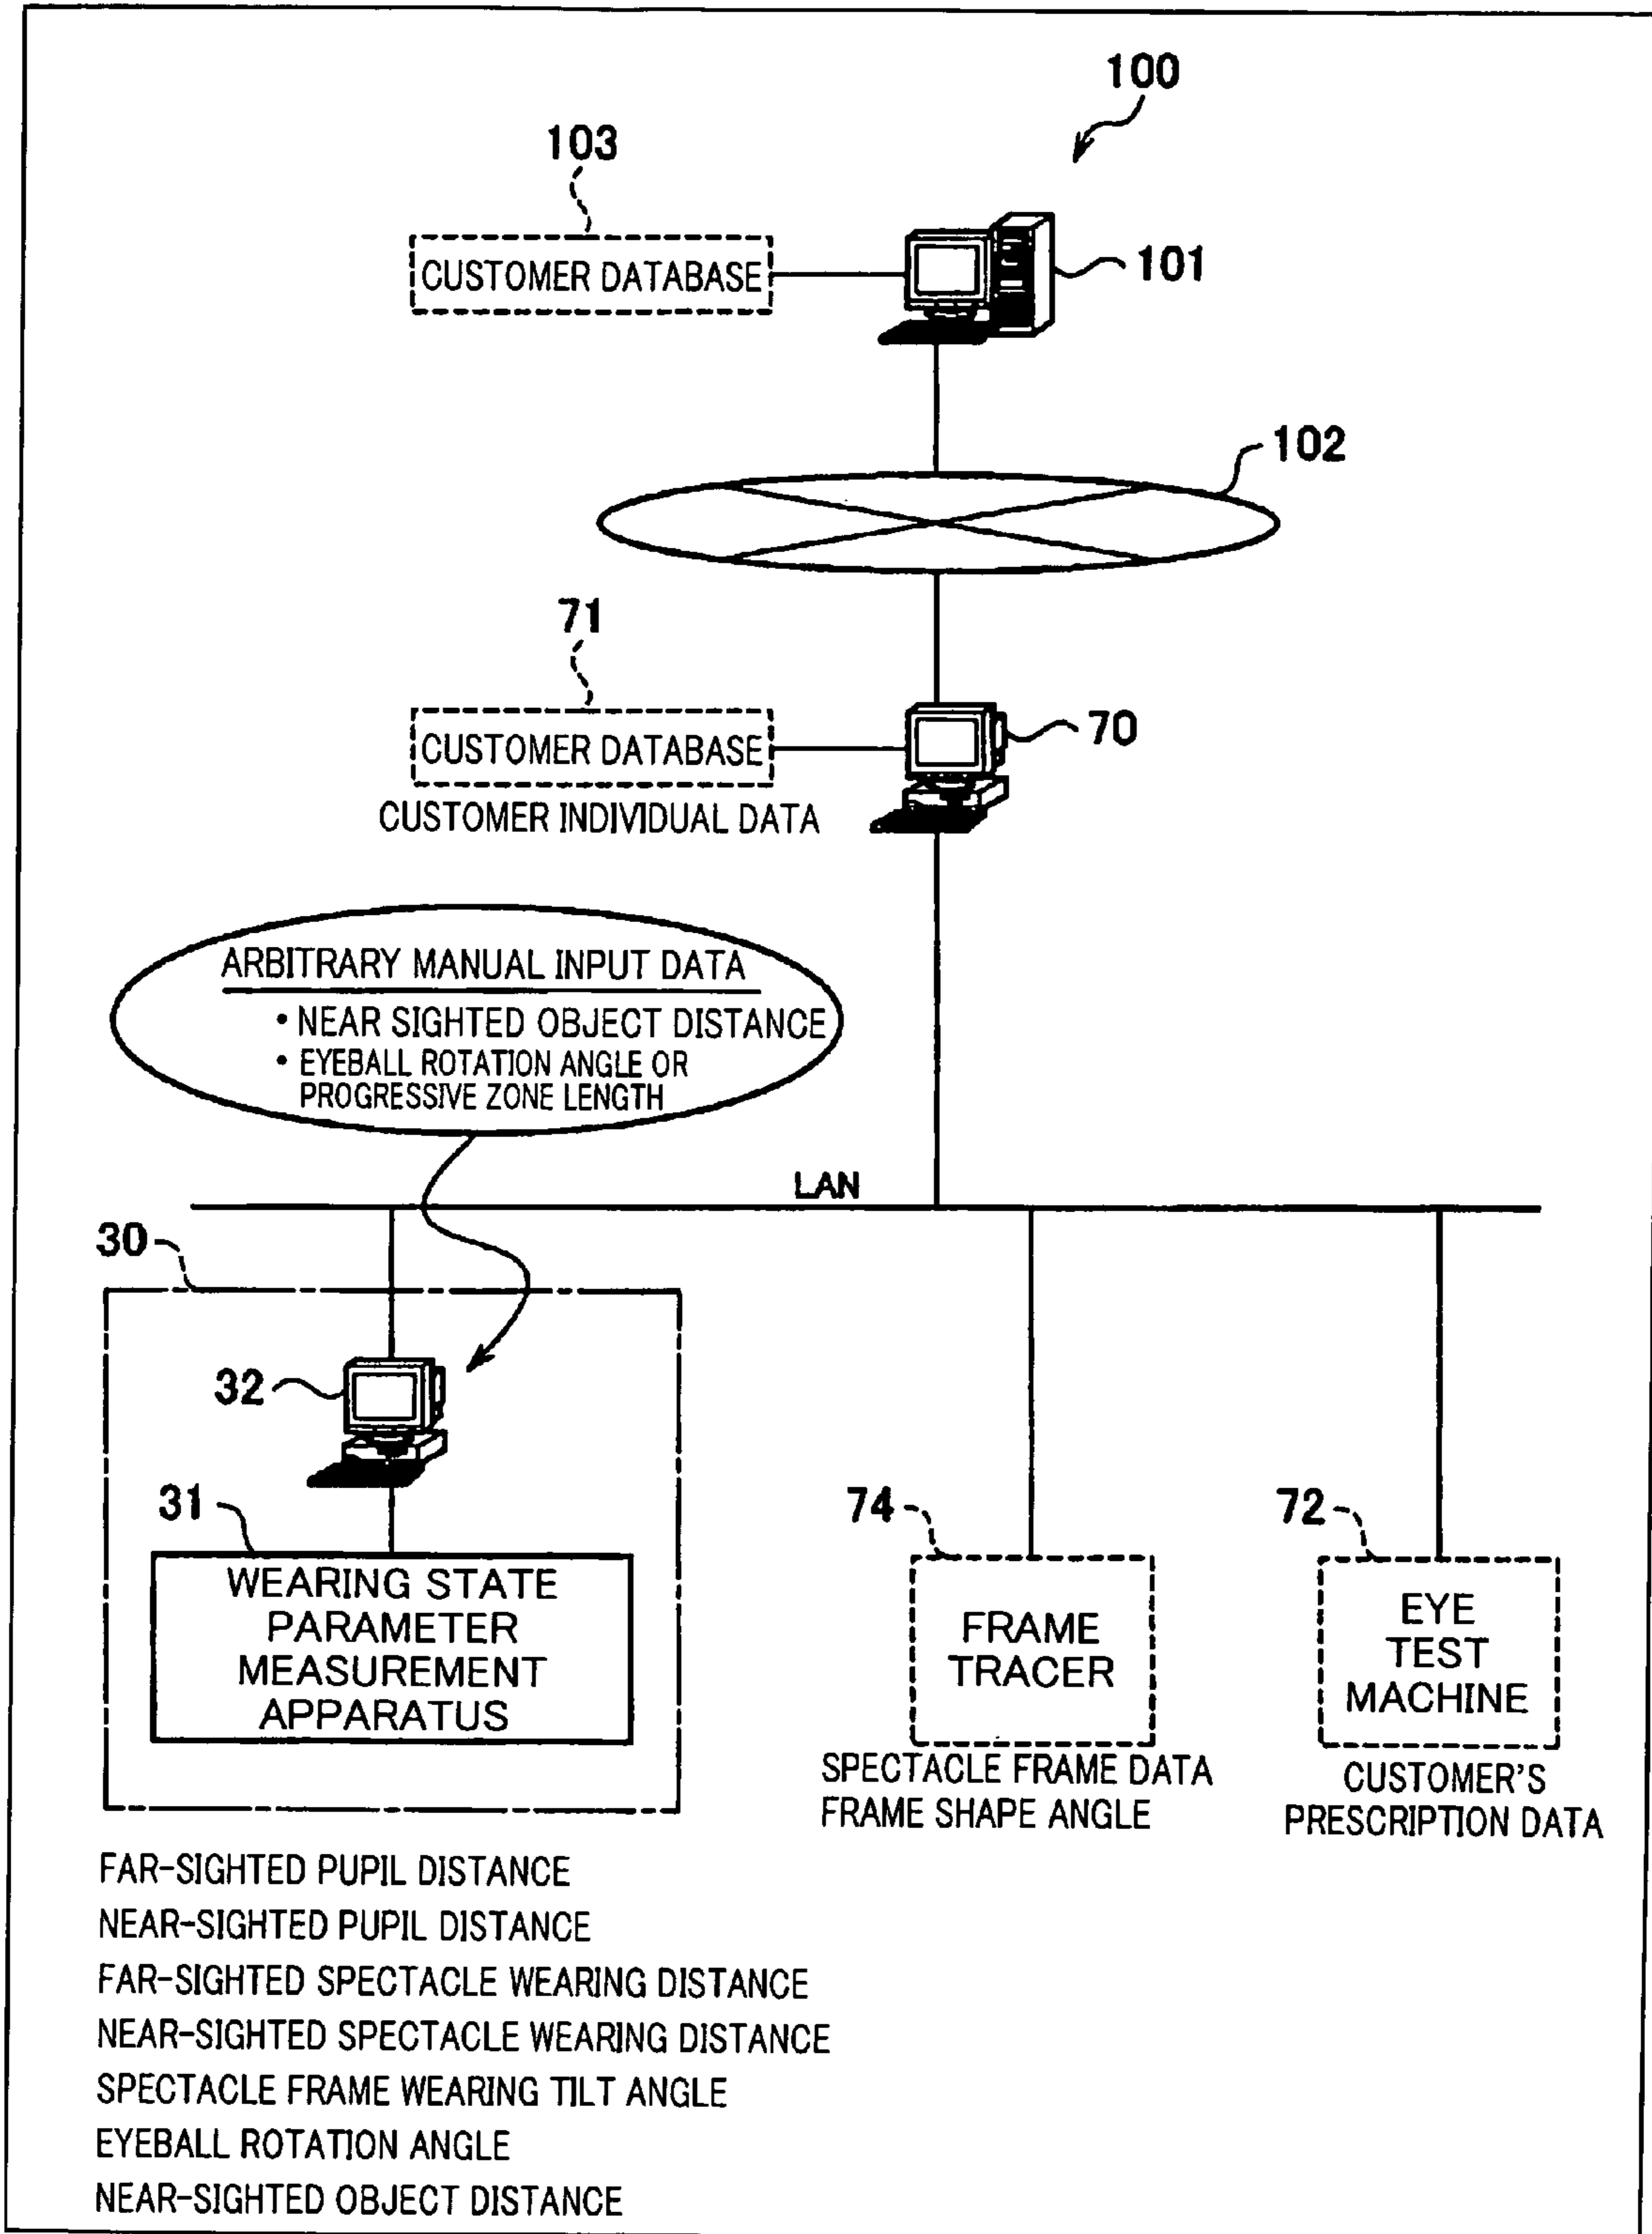 100
103
CUSTOMER DATABASE
101
102
71
CUSTOMER DATABASE
70
CUSTOMER INDIVIDUAL DATA
ARBITRARY MANUAL INPUT DATA
• NEAR SIGHTED OBJECT DISTANCE
• EYEBALL ROTATION ANGLE OR
PROGRESSIVE ZONE LENGTH
LAN
30
32
31
WEARING STATE
PARAMETER
MEASUREMENT
APPARATUS
74
FRAME
TRACER
SPECTACLE FRAME DATA
FRAME SHAPE ANGLE
72
EYE
TEST
MACHINE
CUSTOMER'S
PRESCRIPTION DATA
FAR-SIGHTED PUPIL DISTANCE
NEAR-SIGHTED PUPIL DISTANCE
FAR-SIGHTED SPECTACLE WEARING DISTANCE
NEAR-SIGHTED SPECTACLE WEARING DISTANCE
SPECTACLE FRAME WEARING TILT ANGLE
EYEBALL ROTATION ANGLE
NEAR-SIGHTED OBJECT DISTANCE